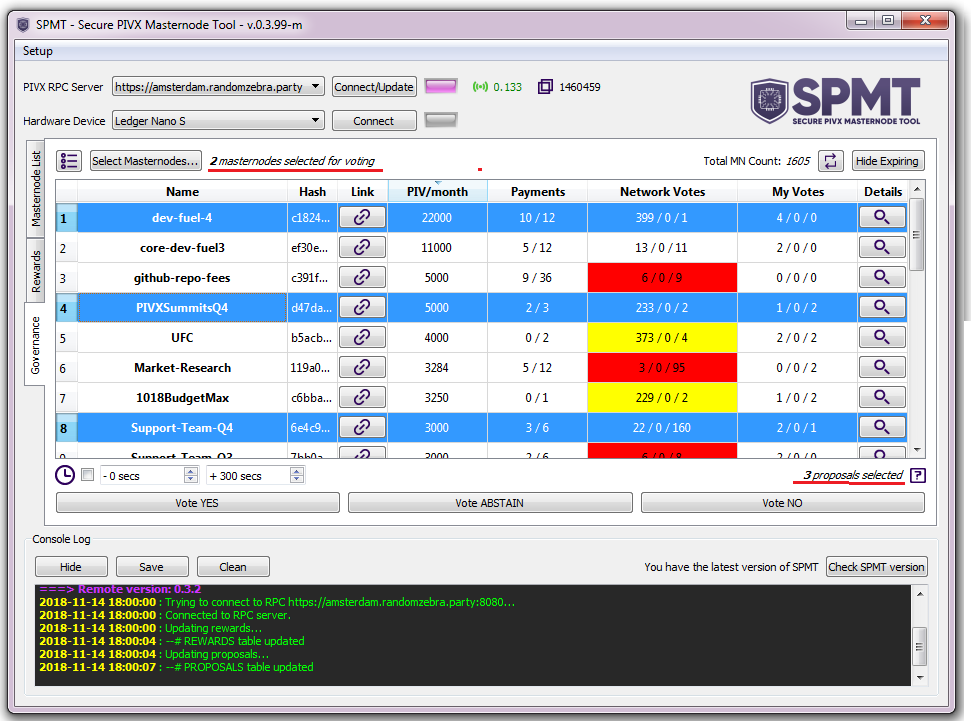 SPMT - Secure PIVX Masternode Tool - v.0.3.99-m
Setup
PIVX RPC Server https://amsterdam.randomzebra.party Connect/Update 0.133 1460459
Hardware Device Ledger Nano S Connect
SPMT
SECURE PIVX MASTERNODE TOOL
Masternode List
Rewards
Governance
Select Masternodes... 2 masternodes selected for voting Total MN Count: 1605 Hide Expiring
Name Hash Link PIV/month Payments Network Votes My Votes Details
1 dev-fuel-4 c1824... 22000 10 / 12 399 / 0 / 1 4 / 0 / 0
2 core-dev-fuel3 ef30e... 11000 5 / 12 13 / 0 / 11 2 / 0 / 0
3 github-repo-fees c391f... 5000 9 / 36 6 / 0 / 9 0 / 0 / 0
4 PIVXSummitsQ4 d47da... 5000 2 / 3 233 / 0 / 2 1 / 0 / 2
5 UFC b5acb... 4000 0 / 2 373 / 0 / 4 2 / 0 / 2
6 Market-Research 119a0... 3284 5 / 12 3 / 0 / 95 0 / 0 / 2
7 1018BudgetMax c6bba... 3250 0 / 1 229 / 0 / 2 1 / 0 / 2
8 Support-Team-Q4 6e4c9... 3000 3 / 6 22 / 0 / 160 2 / 0 / 1
9 Support-Team-Q3 7bb0a... 3000 2 / 6 6 / 0 / 8 2 / 0 / 0
- 0 secs + 300 secs 3 proposals selected ?
Vote YES Vote ABSTAIN Vote NO
Console Log
Hide Save Clean You have the latest version of SPMT Check SPMT version
===> Remote version: 0.3.2
2018-11-14 18:00:00 : Trying to connect to RPC https://amsterdam.randomzebra.party:8080...
2018-11-14 18:00:00 : Connected to RPC server.
2018-11-14 18:00:00 : Updating rewards...
2018-11-14 18:00:04 : --# REWARDS table updated
2018-11-14 18:00:04 : Updating proposals...
2018-11-14 18:00:07 : --# PROPOSALS table updated